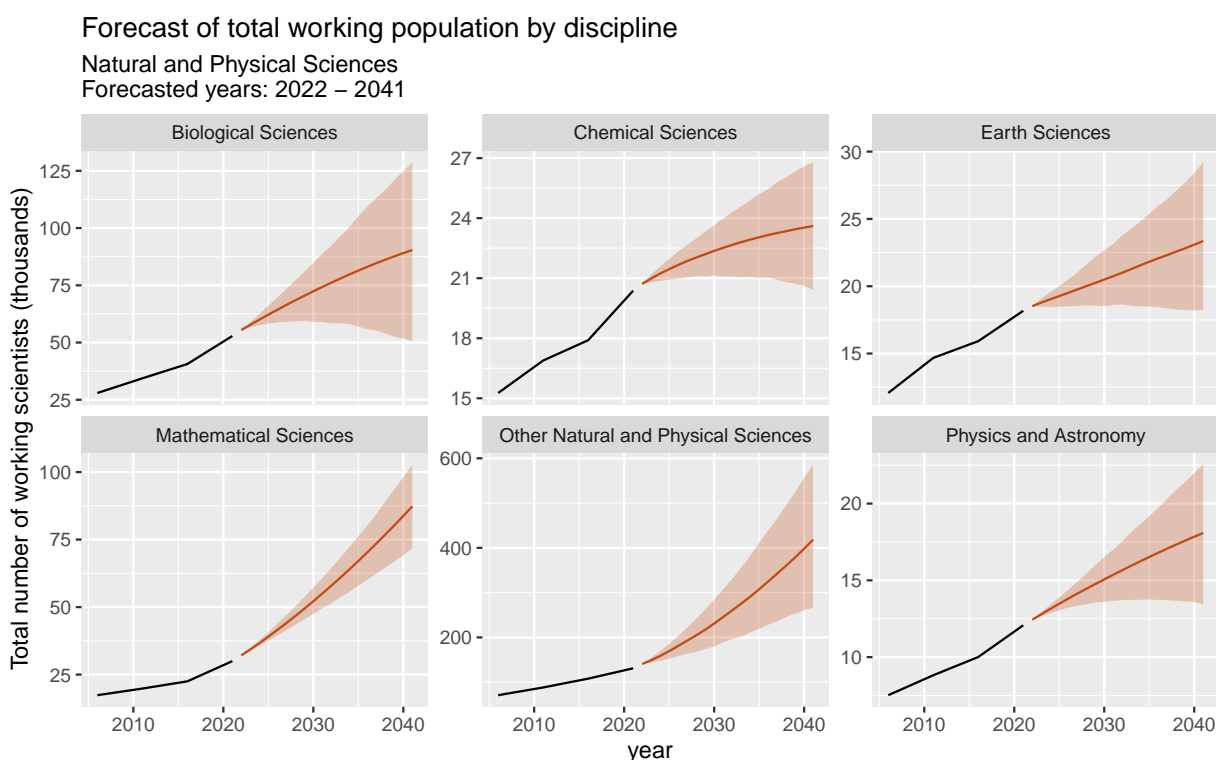 Forecast of total working population by discipline
Natural and Physical Sciences
Forecasted years: 2022 – 2041
Total number of working scientists (thousands)
Biological Sciences
125
100
75
50
25
Chemical Sciences
27
24
21
18
15
Earth Sciences
30
25
20
15
Mathematical Sciences
100
75
50
25
2010 2020 2030 2040
Other Natural and Physical Sciences
600
400
200
2010 2020 2030 2040
Physics and Astronomy
20
15
10
2010 2020 2030 2040
year